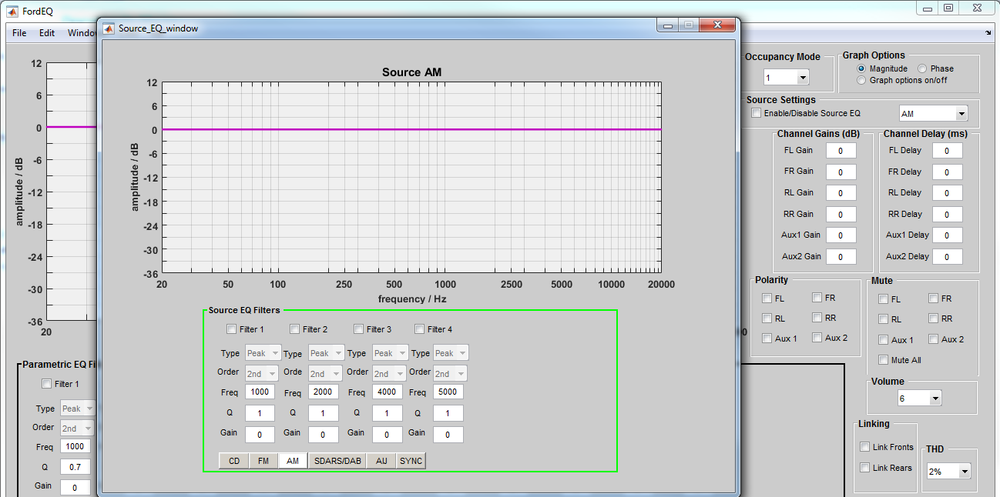 FordEQ
File Edit Window
Source_EQ_window
12
6
0
-6
-12
-18
-24
-30
-36
amplitude / dB
20
Source AM
12
6
0
-6
-12
-18
-24
-30
-36
amplitude / dB
20 50 100 250 500 1000 2500 5000 10000 20000
frequency / Hz
Source EQ Filters
Filter 1 Filter 2 Filter 3 Filter 4
Type Peak Type Peak Type Peak Type Peak
Order 2nd Orde 2nd Order 2nd Order 2nd
Freq 1000 Freq 2000 Freq 4000 Freq 5000
Q 1 Q 1 Q 1 Q 1
Gain 0 Gain 0 Gain 0 Gain 0
CD FM AM SDARS/DAB AU SYNC
Parametric EQ Fi
Filter 1
Type Peak
Order 2nd
Freq 1000
Q 0.7
Gain 0
Occupancy Mode
1
Graph Options
Magnitude Phase
Graph options on/off
Source Settings
Enable/Disable Source EQ AM
Channel Gains (dB)
FL Gain 0
FR Gain 0
RL Gain 0
RR Gain 0
Aux1 Gain 0
Aux2 Gain 0
Channel Delay (ms)
FL Delay 0
FR Delay 0
RL Delay 0
RR Delay 0
Aux1 Delay 0
Aux2 Delay 0
0
Polarity
FL FR
RL RR
Aux 1 Aux 2
Mute
FL FR
RL RR
Aux 1 Aux 2
Mute All
Volume
6
Linking
Link Fronts
Link Rears
THD
2%